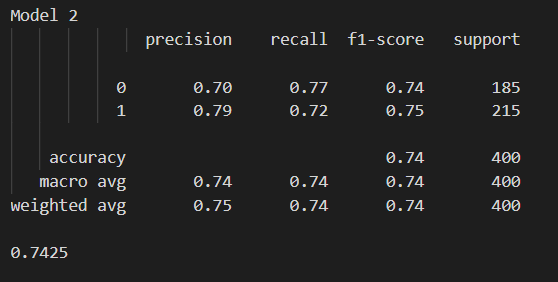 Model 2
precision recall f1-score support
0 0.70 0.77 0.74 185
1 0.79 0.72 0.75 215
accuracy 0.74 400
macro avg 0.74 0.74 0.74 400
weighted avg 0.75 0.74 0.74 400
0.7425